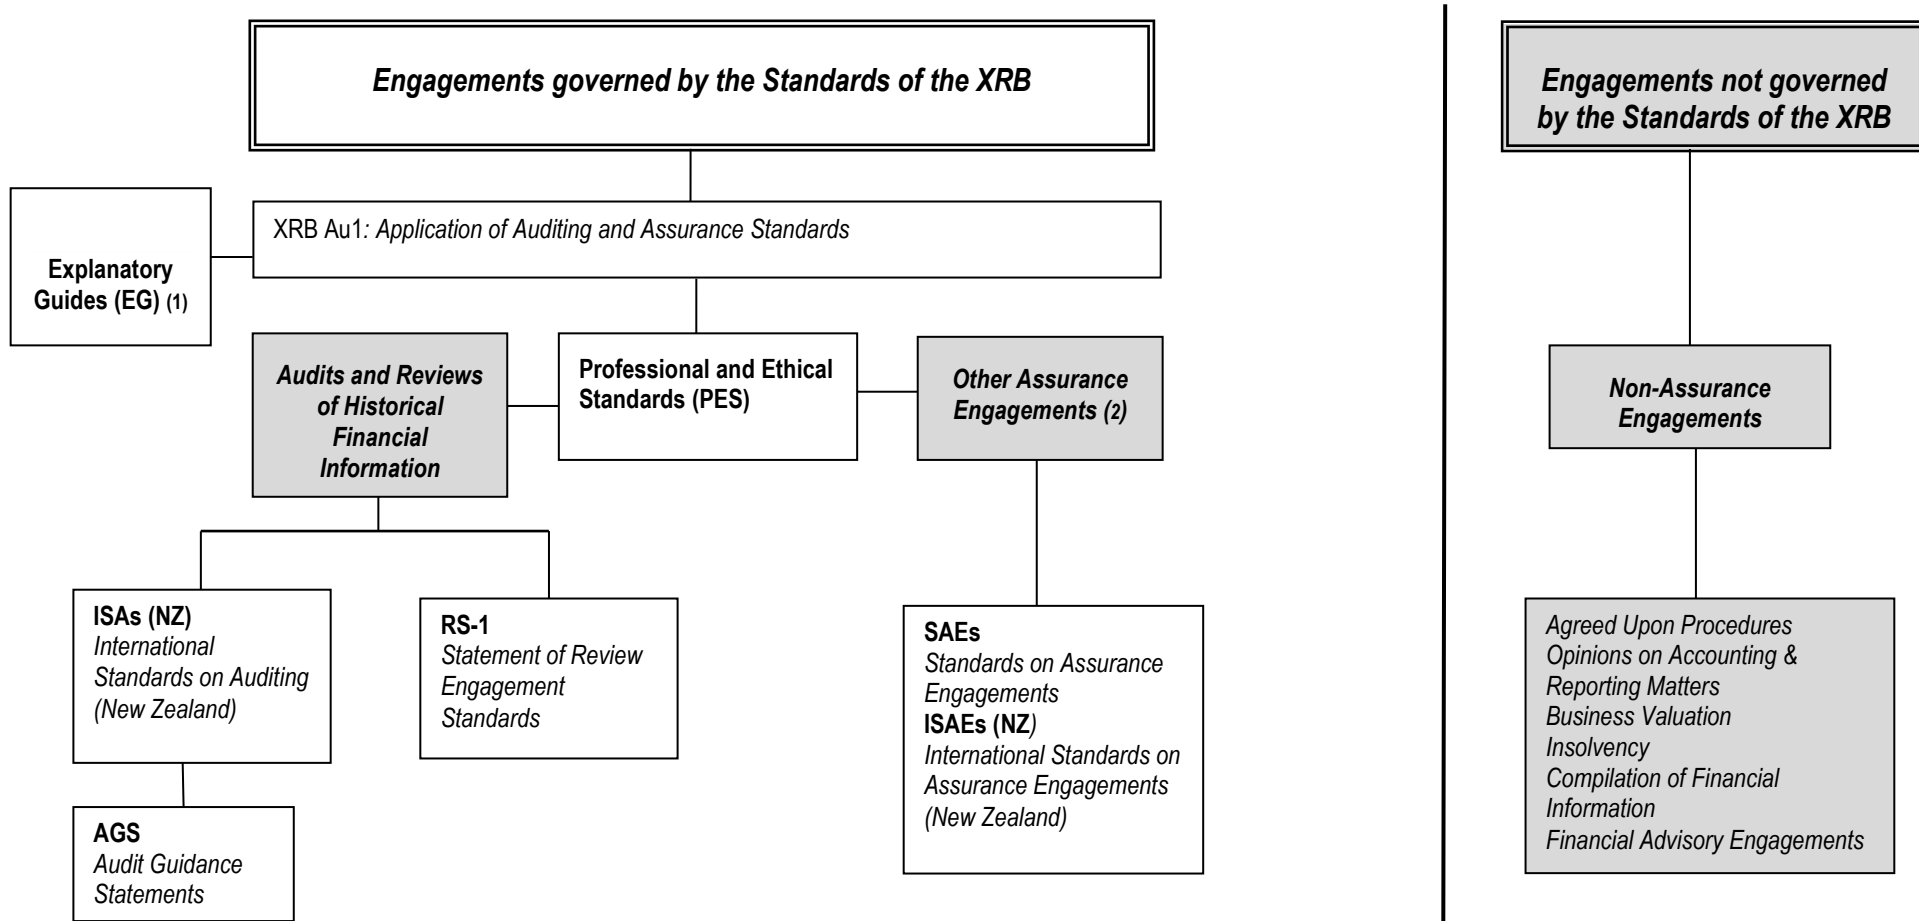 Engagements governed by the Standards of the XRB
Engagements not governed
by the Standards of the XRB
XRB Au1: Application of Auditing and Assurance Standards
Explanatory
Guides (EG) (1)
Audits and Reviews
of Historical
Financial
Information
Professional and Ethical
Standards (PES)
Other Assurance
Engagements (2)
Non-Assurance
Engagements
ISAs (NZ)
International
Standards on Auditing
(New Zealand)
RS-1
Statement of Review
Engagement
Standards
SAEs
Standards on Assurance
Engagements
ISAEs (NZ)
International Standards on
Assurance Engagements
(New Zealand)
Agreed Upon Procedures
Opinions on Accounting &
Reporting Matters
Business Valuation
Insolvency
Compilation of Financial
Information
Financial Advisory Engagements
AGS
Audit Guidance
Statements